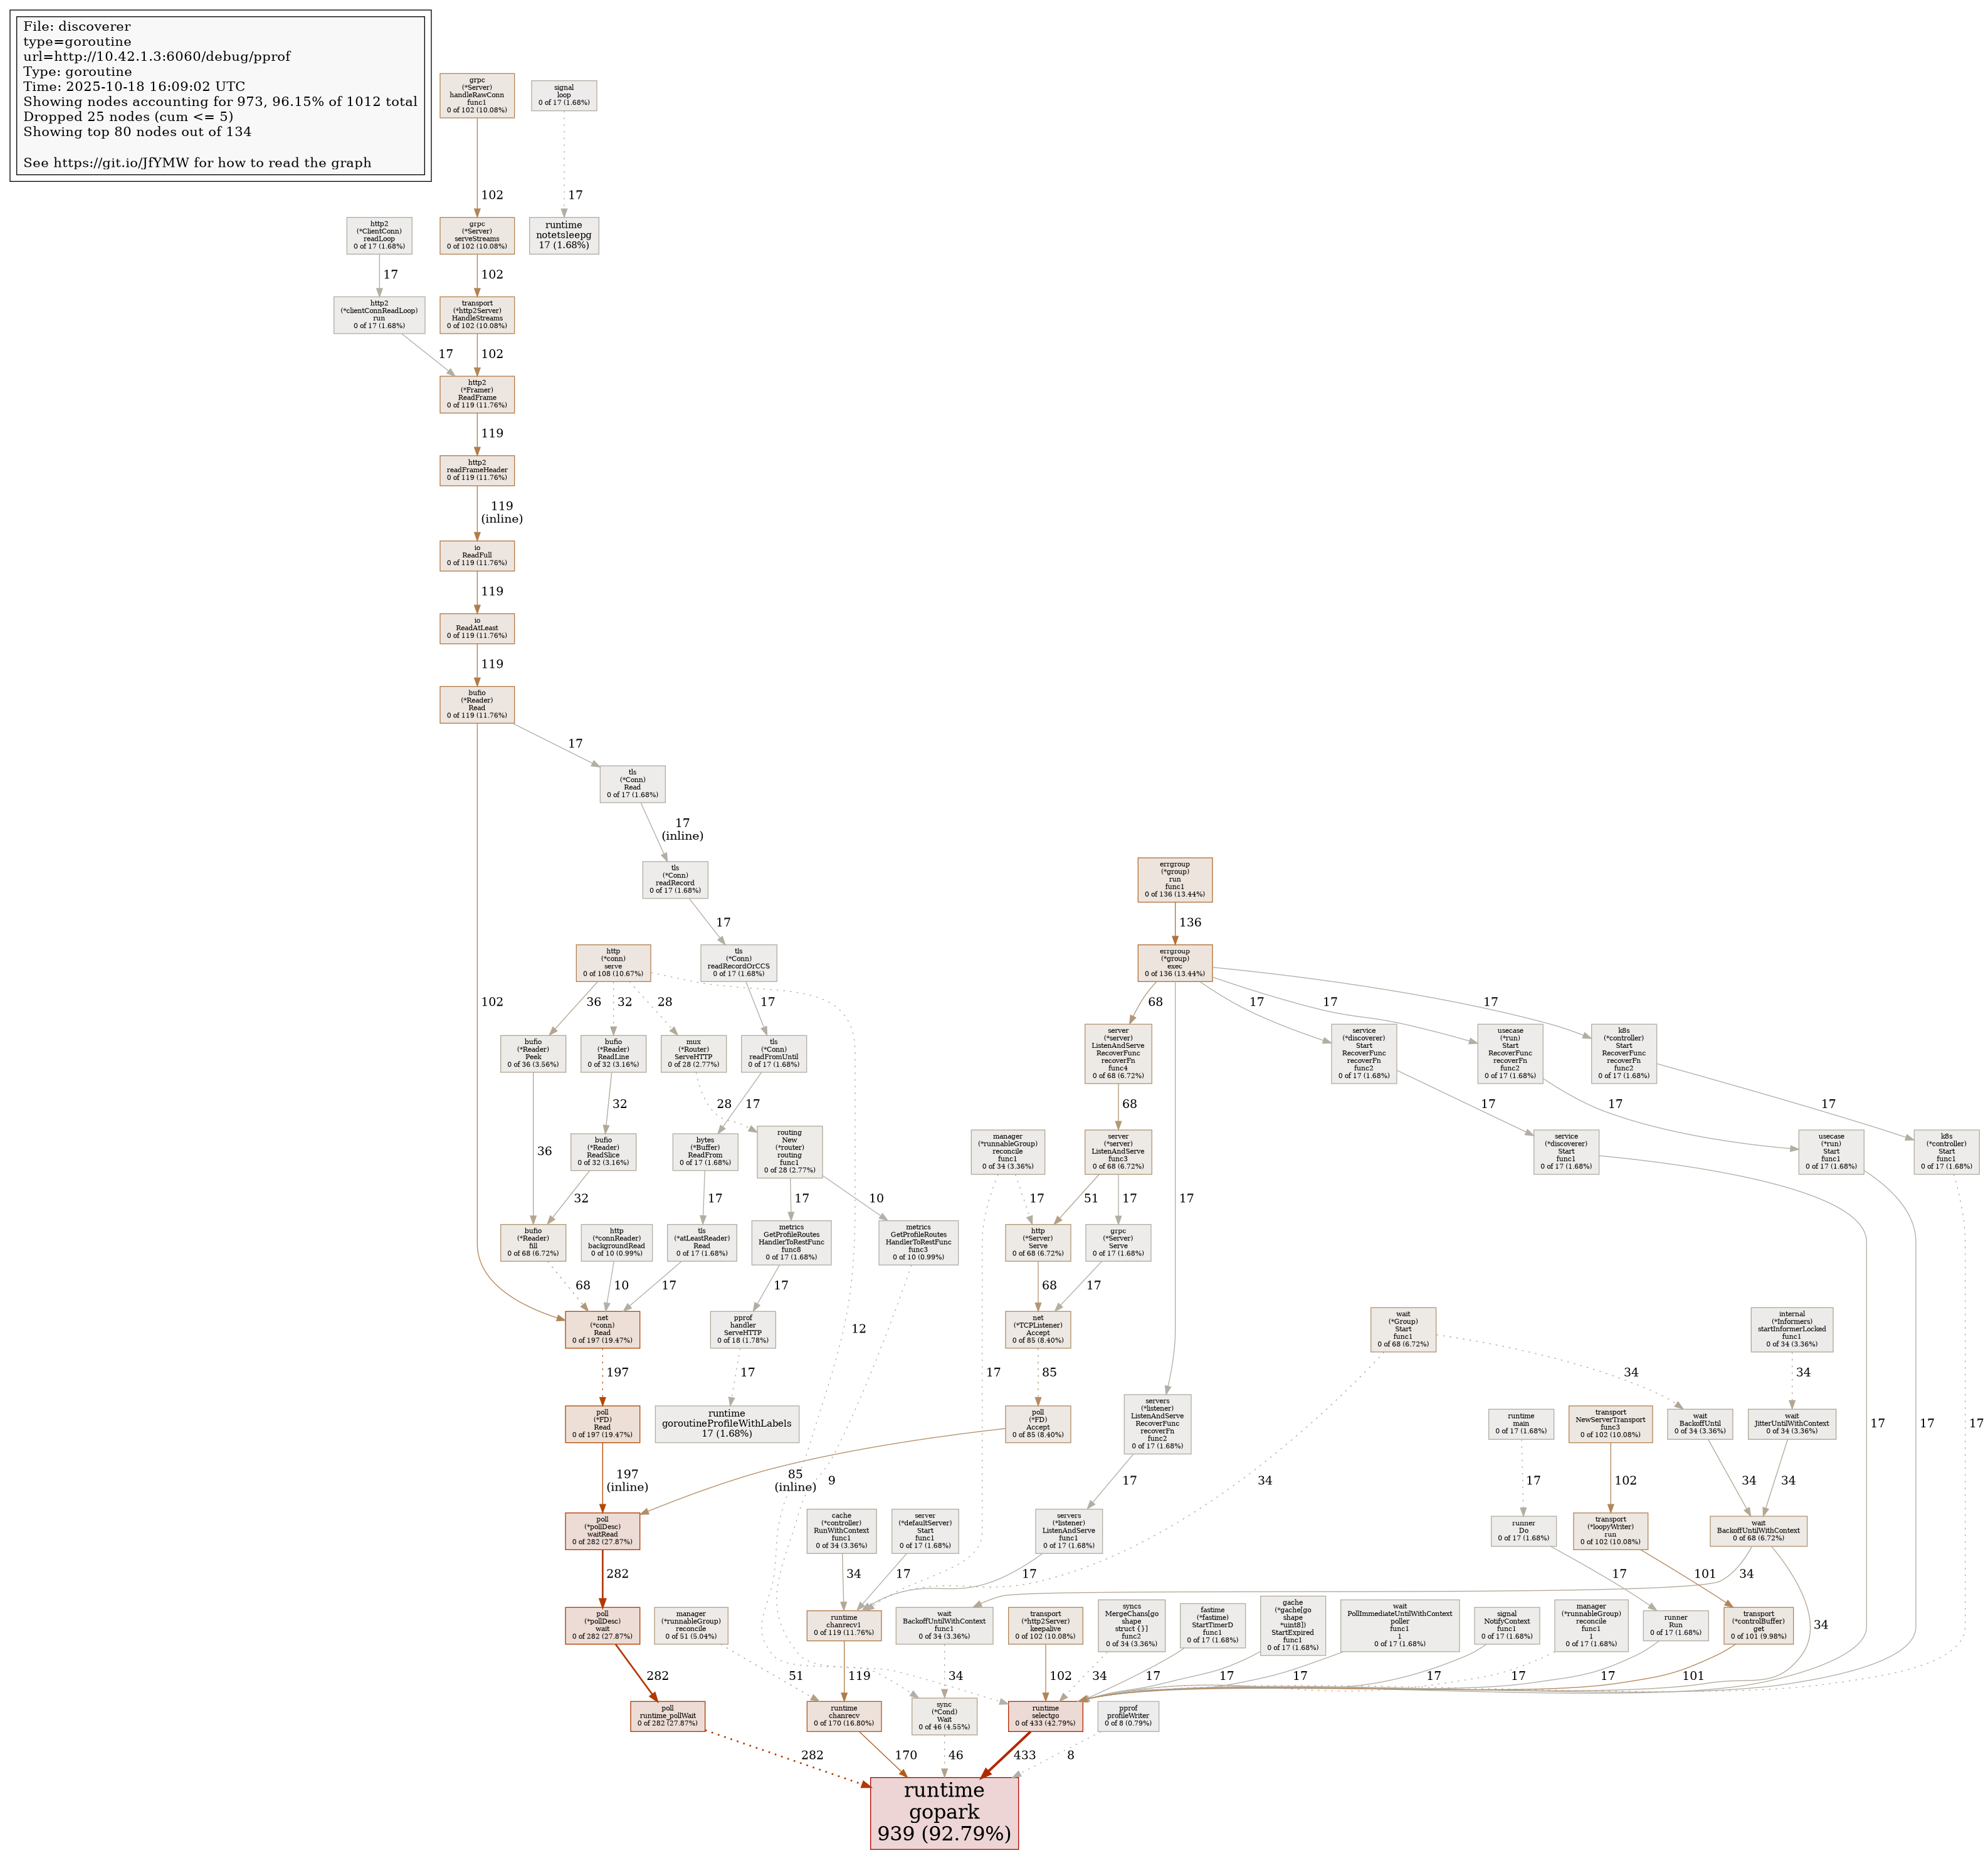 File: discoverer
type=goroutine
url=http://10.42.1.3:6060/debug/pprof
Type: goroutine
Time: 2025-10-18 16:09:02 UTC
Showing nodes accounting for 973, 96.15% of 1012 total
Dropped 25 nodes (cum <= 5)
Showing top 80 nodes out of 134
See https://git.io/JfYMW for how to read the graph
grpc
(*Server)
handleRawConn
func1
0 of 102 (10.08%)
signal
loop
0 of 17 (1.68%)
102
17
http2
(*ClientConn)
readLoop
0 of 17 (1.68%)
grpc
(*Server)
serveStreams
0 of 102 (10.08%)
runtime
notetsleepg
17 (1.68%)
17
102
http2
(*clientConnReadLoop)
run
0 of 17 (1.68%)
transport
(*http2Server)
HandleStreams
0 of 102 (10.08%)
17
102
http2
(*Framer)
ReadFrame
0 of 119 (11.76%)
119
http2
readFrameHeader
0 of 119 (11.76%)
119
(inline)
io
ReadFull
0 of 119 (11.76%)
119
io
ReadAtLeast
0 of 119 (11.76%)
119
bufio
(*Reader)
Read
0 of 119 (11.76%)
17
tls
(*Conn)
Read
0 of 17 (1.68%)
17
(inline)
tls
(*Conn)
readRecord
0 of 17 (1.68%)
errgroup
(*group)
run
func1
0 of 136 (13.44%)
17
136
http
(*conn)
serve
0 of 108 (10.67%)
tls
(*Conn)
readRecordOrCCS
0 of 17 (1.68%)
errgroup
(*group)
exec
0 of 136 (13.44%)
102
36
32
28
17
68
17
17
17
bufio
(*Reader)
Peek
0 of 36 (3.56%)
bufio
(*Reader)
ReadLine
0 of 32 (3.16%)
mux
(*Router)
ServeHTTP
0 of 28 (2.77%)
tls
(*Conn)
readFromUntil
0 of 17 (1.68%)
server
(*server)
ListenAndServe
RecoverFunc
recoverFn
func4
0 of 68 (6.72%)
service
(*discoverer)
Start
RecoverFunc
recoverFn
func2
0 of 17 (1.68%)
usecase
(*run)
Start
RecoverFunc
recoverFn
func2
0 of 17 (1.68%)
k8s
(*controller)
Start
RecoverFunc
recoverFn
func2
0 of 17 (1.68%)
32
28
17
68
17
17
17
36
bufio
(*Reader)
ReadSlice
0 of 32 (3.16%)
bytes
(*Buffer)
ReadFrom
0 of 17 (1.68%)
routing
New
(*router)
routing
func1
0 of 28 (2.77%)
manager
(*runnableGroup)
reconcile
func1
0 of 34 (3.36%)
server
(*server)
ListenAndServe
func3
0 of 68 (6.72%)
service
(*discoverer)
Start
func1
0 of 17 (1.68%)
usecase
(*run)
Start
func1
0 of 17 (1.68%)
k8s
(*controller)
Start
func1
0 of 17 (1.68%)
32
17
17
10
17
51
17
17
bufio
(*Reader)
fill
0 of 68 (6.72%)
http
(*connReader)
backgroundRead
0 of 10 (0.99%)
tls
(*atLeastReader)
Read
0 of 17 (1.68%)
metrics
GetProfileRoutes
HandlerToRestFunc
func8
0 of 17 (1.68%)
metrics
GetProfileRoutes
HandlerToRestFunc
func3
0 of 10 (0.99%)
http
(*Server)
Serve
0 of 68 (6.72%)
grpc
(*Server)
Serve
0 of 17 (1.68%)
68
10
17
17
68
17
net
(*conn)
Read
0 of 197 (19.47%)
pprof
handler
ServeHTTP
0 of 18 (1.78%)
12
net
(*TCPListener)
Accept
0 of 85 (8.40%)
wait
(*Group)
Start
func1
0 of 68 (6.72%)
internal
(*Informers)
startInformerLocked
func1
0 of 34 (3.36%)
197
17
17
85
34
34
poll
(*FD)
Read
0 of 197 (19.47%)
runtime
goroutineProfileWithLabels
17 (1.68%)
poll
(*FD)
Accept
0 of 85 (8.40%)
servers
(*listener)
ListenAndServe
RecoverFunc
recoverFn
func2
0 of 17 (1.68%)
runtime
main
0 of 17 (1.68%)
transport
NewServerTransport
func3
0 of 102 (10.08%)
wait
BackoffUntil
0 of 34 (3.36%)
wait
JitterUntilWithContext
0 of 34 (3.36%)
17
17
17
197
(inline)
85
(inline)
9
17
34
17
102
34
34
poll
(*pollDesc)
waitRead
0 of 282 (27.87%)
cache
(*controller)
RunWithContext
func1
0 of 34 (3.36%)
server
(*defaultServer)
Start
func1
0 of 17 (1.68%)
servers
(*listener)
ListenAndServe
func1
0 of 17 (1.68%)
runner
Do
0 of 17 (1.68%)
transport
(*loopyWriter)
run
0 of 102 (10.08%)
wait
BackoffUntilWithContext
0 of 68 (6.72%)
282
34
17
17
17
101
34
poll
(*pollDesc)
wait
0 of 282 (27.87%)
manager
(*runnableGroup)
reconcile
0 of 51 (5.04%)
runtime
chanrecv1
0 of 119 (11.76%)
wait
BackoffUntilWithContext
func1
0 of 34 (3.36%)
transport
(*http2Server)
keepalive
0 of 102 (10.08%)
syncs
MergeChans[go
shape
struct {}]
func2
0 of 34 (3.36%)
fastime
(*fastime)
StartTimerD
func1
0 of 17 (1.68%)
gache
(*gache[go
shape
*uint8])
StartExpired
func1
0 of 17 (1.68%)
wait
PollImmediateUntilWithContext
poller
func1
1
0 of 17 (1.68%)
signal
NotifyContext
func1
0 of 17 (1.68%)
manager
(*runnableGroup)
reconcile
func1
1
0 of 17 (1.68%)
runner
Run
0 of 17 (1.68%)
transport
(*controlBuffer)
get
0 of 101 (9.98%)
34
282
51
119
34
102
34
17
17
17
17
17
17
101
poll
runtime_pollWait
0 of 282 (27.87%)
runtime
chanrecv
0 of 170 (16.80%)
sync
(*Cond)
Wait
0 of 46 (4.55%)
runtime
selectgo
0 of 433 (42.79%)
pprof
profileWriter
0 of 8 (0.79%)
282
170
46
433
8
runtime
gopark
939 (92.79%)